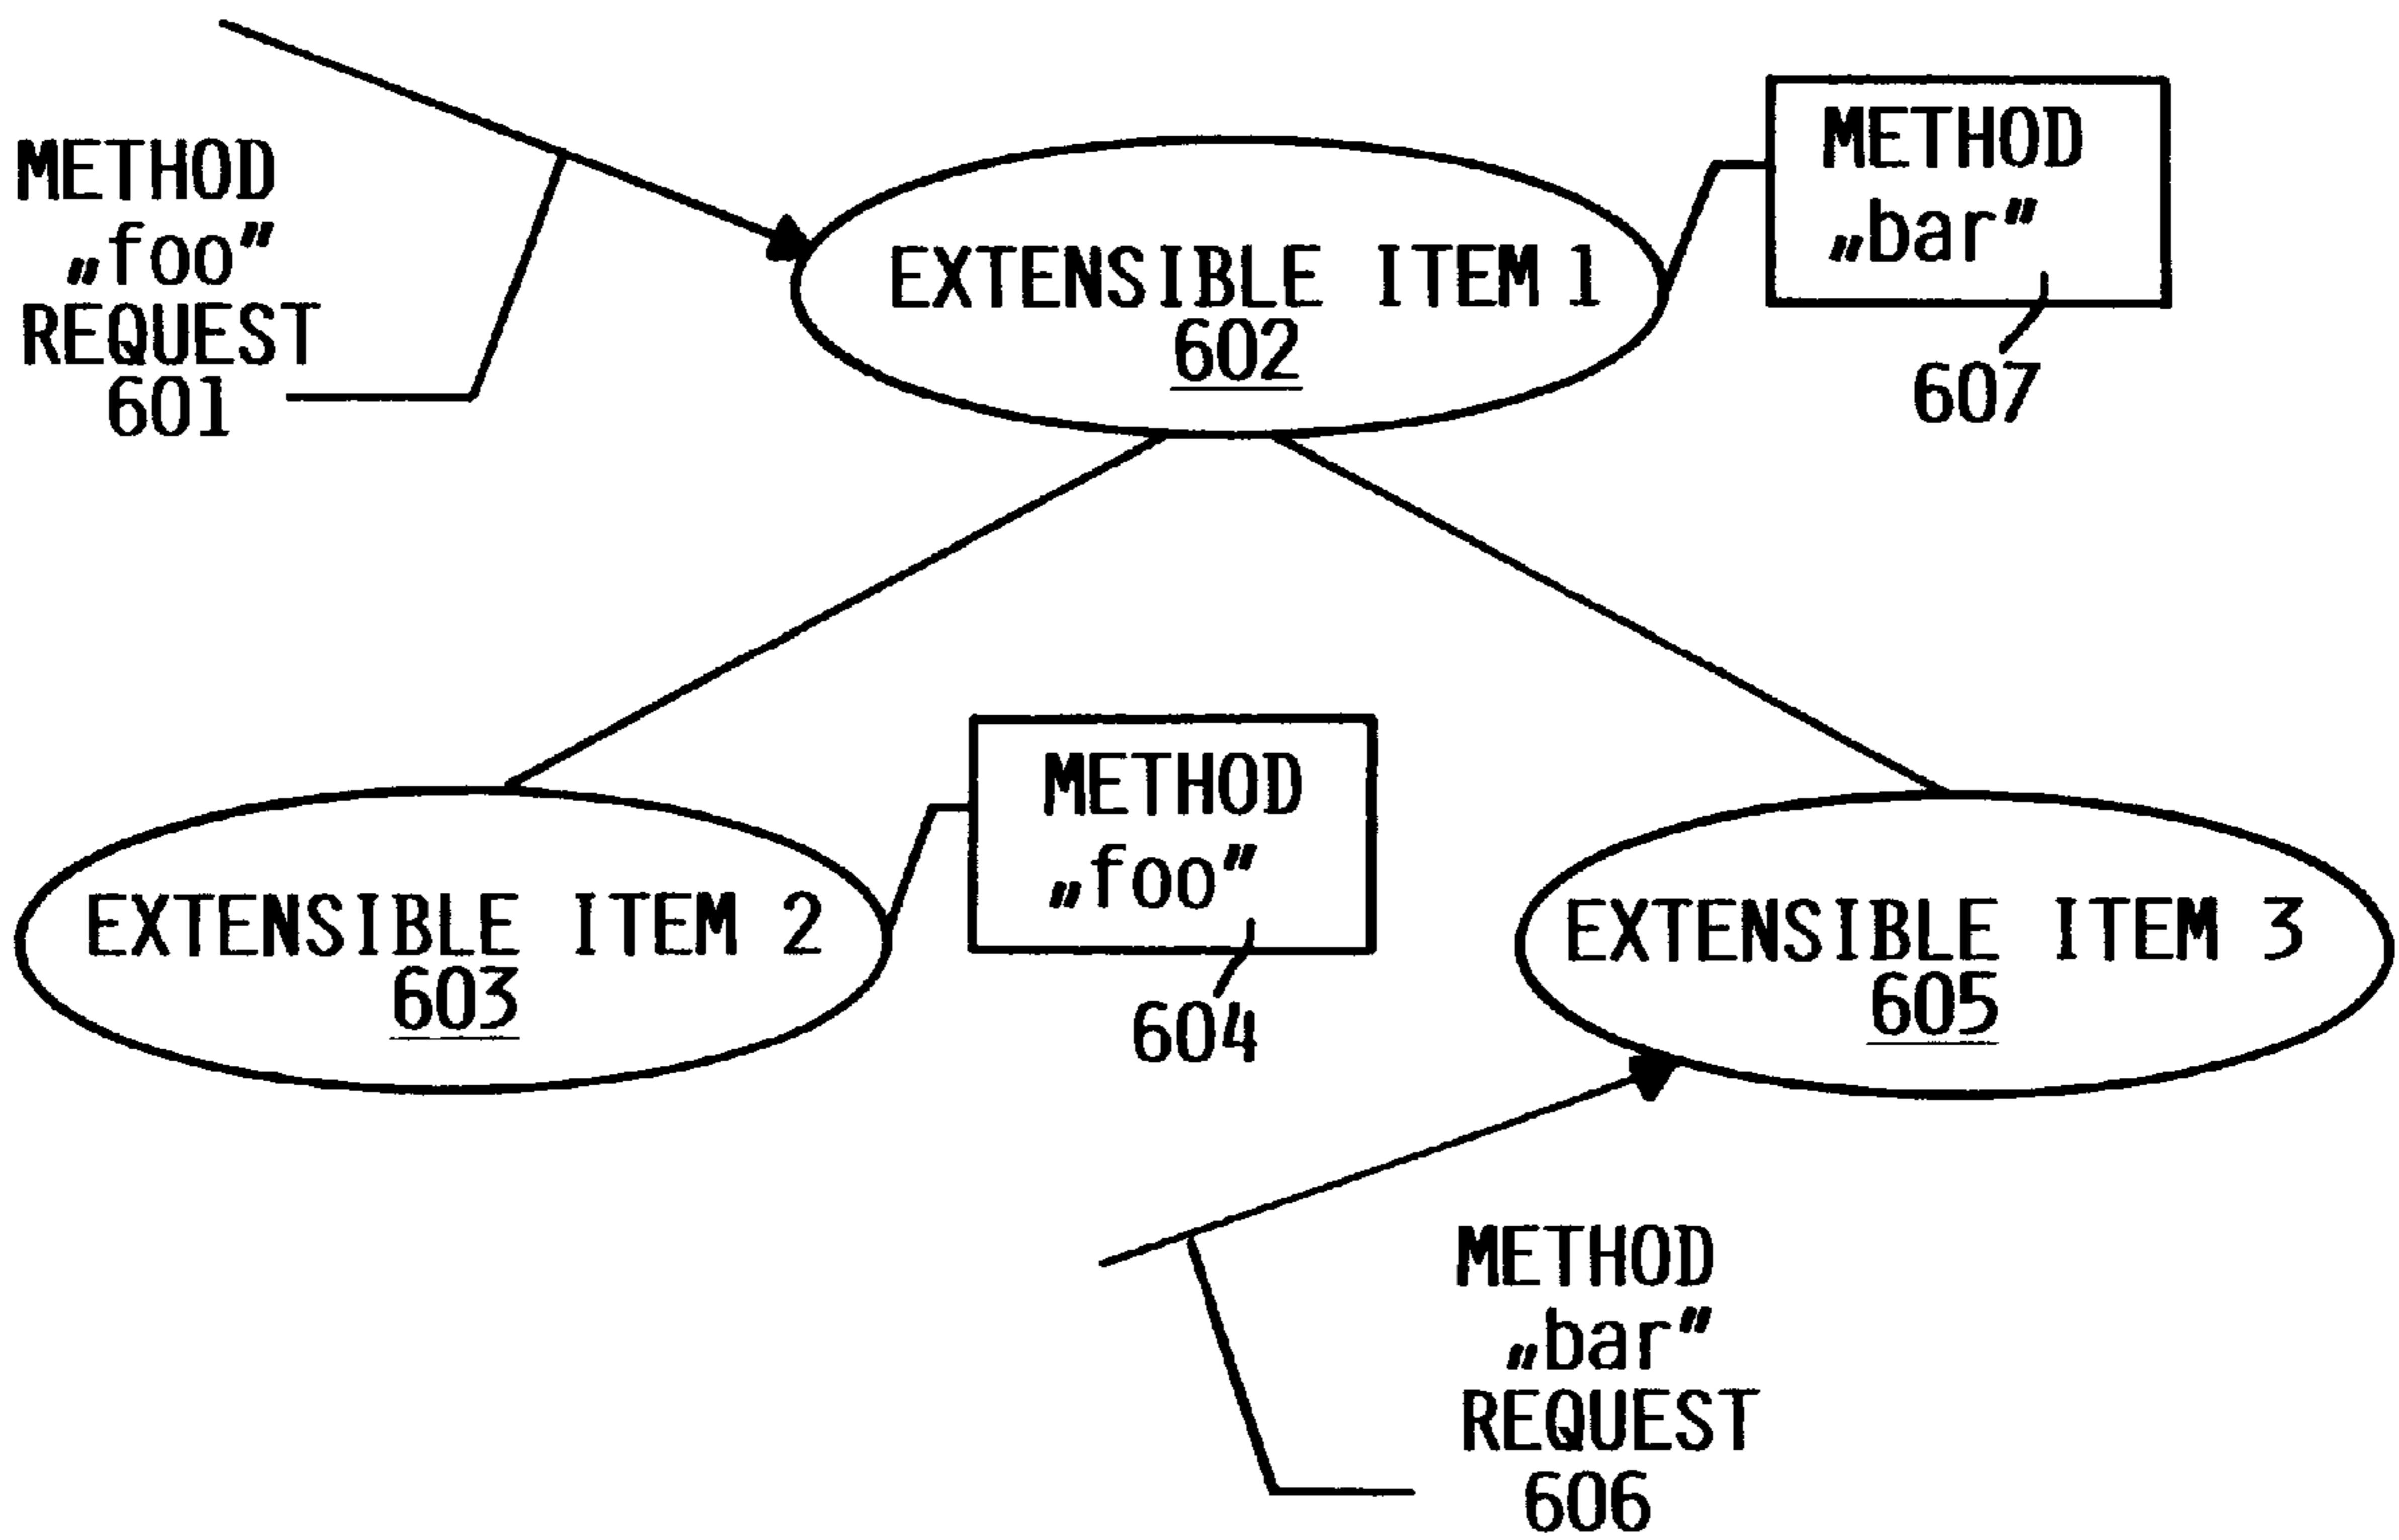 METHOD
„foo"
REQUEST
601
EXTENSIBLE ITEM 1
602
METHOD
„bar"
607
EXTENSIBLE ITEM 2
603
METHOD
„foo"
604
EXTENSIBLE ITEM 3
605
METHOD
„bar"
REQUEST
606